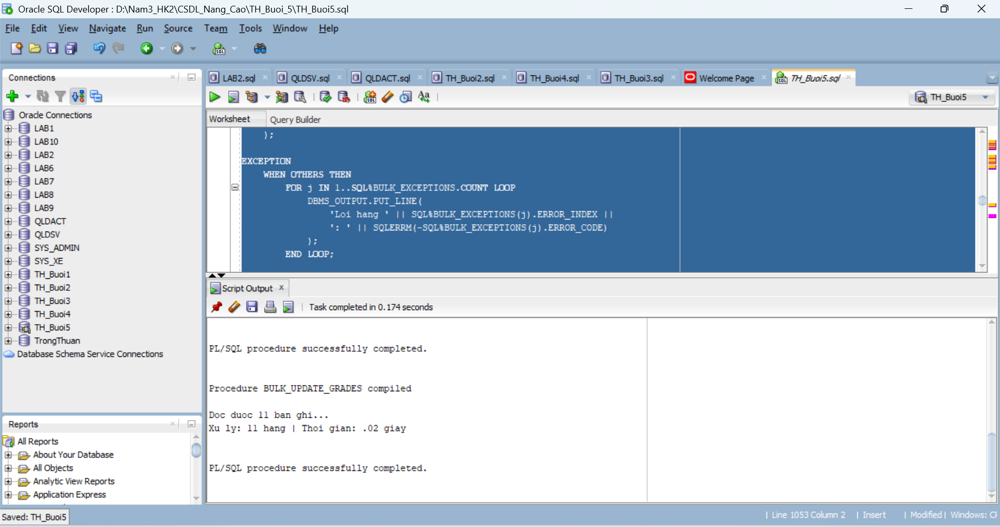 Oracle SQL Developer : D:\Nam3_HK2\CSDL_Nang_Cao\TH_Buoi_5\TH_Buoi5.sql
File Edit View Navigate Run Source Team Tools Window Help
SQL
Connections
Oracle Connections
LAB1
LAB10
LAB2
LAB6
LAB7
LAB8
LAB9
QLDACT
QLDSV
SYS_ADMIN
SYS_XE
TH_Buoi1
TH_Buoi2
TH_Buoi3
TH_Buoi4
TH_Buoi5
TrongThuan
Database Schema Service Connections
Reports
All Reports
About Your Database
All Objects
Analytic View Reports
Application Express
LAB2.sql QLDSV.sql QLDACT.sql TH_Buoi2.sql TH_Buoi4.sql TH_Buoi3.sql Welcome Page TH_Buoi5.sql
SQL Aa TH_Buoi5
Worksheet Query Builder
);
EXCEPTION
WHEN OTHERS THEN
FOR j IN 1..SQL%BULK_EXCEPTIONS.COUNT LOOP
DBMS_OUTPUT.PUT_LINE(
'Loi hang ' || SQL%BULK_EXCEPTIONS(j).ERROR_INDEX ||
': ' || SQLERRM(-SQL%BULK_EXCEPTIONS(j).ERROR_CODE)
);
END LOOP;
Script Output
Task completed in 0.174 seconds
PL/SQL procedure successfully completed.
Procedure BULK_UPDATE_GRADES compiled
Doc duoc 11 ban ghi...
Xu ly: 11 hang | Thoi gian: .02 giay
PL/SQL procedure successfully completed.
Saved: TH_Buoi5
| Line 1053 Column 2 | Insert | Modified | Windows: